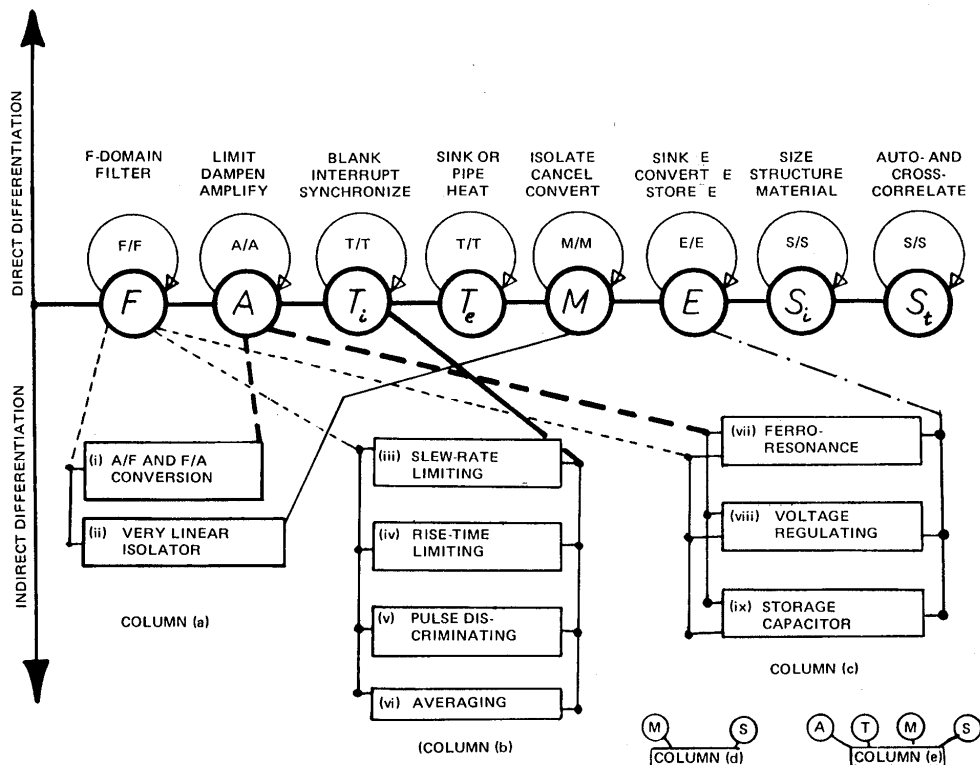 DIRECT DIFFERENTIATION
INDIRECT DIFFERENTIATION
F-DOMAIN
FILTER
LIMIT
DAMPEN
AMPLIFY
BLANK
INTERRUPT
SYNCHRONIZE
SINK OR
PIPE
HEAT
ISOLATE
CANCEL
CONVERT
SINK E
CONVERT E
STORE E
SIZE
STRUCTURE
MATERIAL
AUTO- AND
CROSS-
CORRELATE
F/F
A/A
T/T
T/T
M/M
E/E
S/S
S/S
F
A
Ti
Te
M
E
Si
St
(i) A/F AND F/A
CONVERSION
(ii) VERY LINEAR
ISOLATOR
COLUMN (a)
(iii) SLEW-RATE
LIMITING
(iv) RISE-TIME
LIMITING
(v) PULSE DIS-
CRIMINATING
(vi) AVERAGING
(COLUMN (b)
(vii) FERRO-
RESONANCE
(viii) VOLTAGE
REGULATING
(ix) STORAGE
CAPACITOR
COLUMN (c)
M S
COLUMN (d)
A T M S
COLUMN (e)